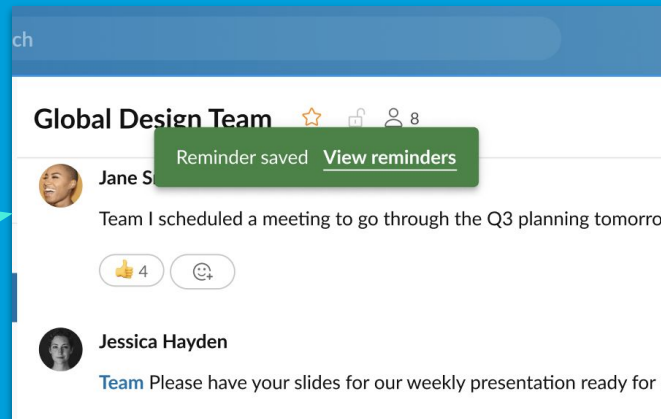 ch
Global Design Team 8
Reminder saved View reminders
Jane S
Team I scheduled a meeting to go through the Q3 planning tomorro
4
Jessica Hayden
Team Please have your slides for our weekly presentation ready for